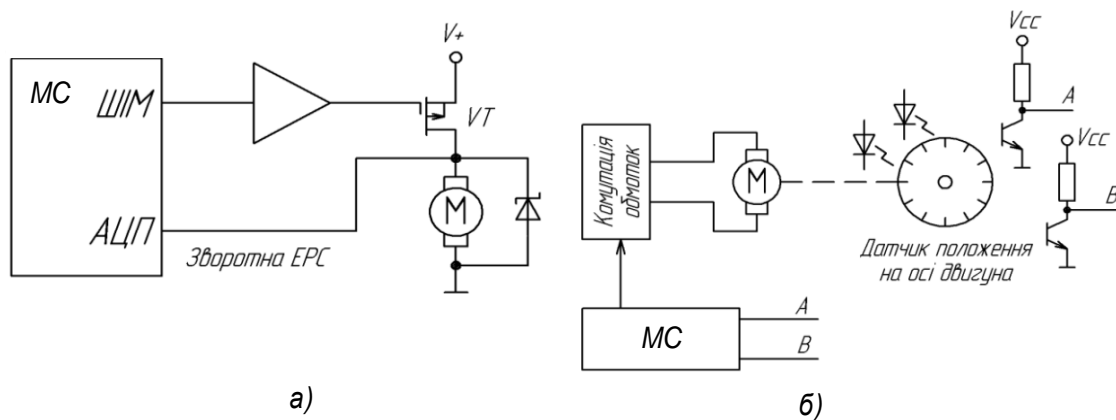 МС
ШІМ
АЦП
V+
VT
М
Зворотна ЕРС
а)
Комутація
обмоток
М
МС
А
В
Vcc
А
Vcc
В
Датчик положення
на осі двигуна
б)